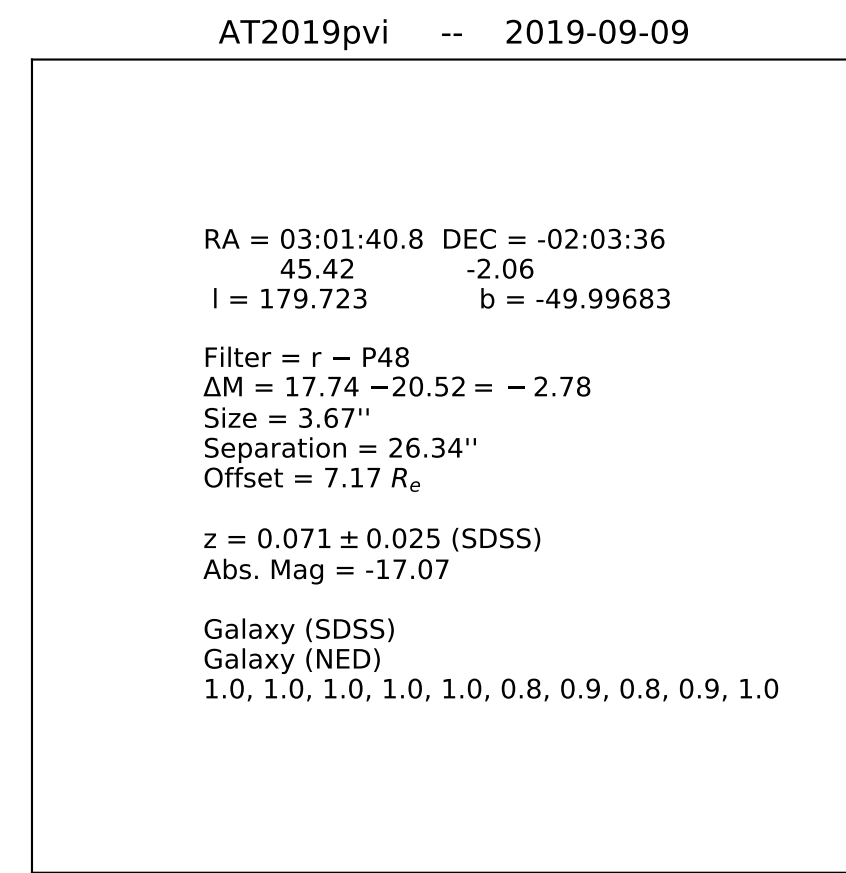 AT2019pvi -- 2019-09-09
RA = 03:01:40.8 DEC = -02:03:36
45.42 -2.06
l = 179.723 b = -49.99683
Filter = r − P48
ΔM = 17.74 −20.52 = − 2.78
Size = 3.67''
Separation = 26.34''
Offset = 7.17 Rₑ
z = 0.071 ± 0.025 (SDSS)
Abs. Mag = -17.07
Galaxy (SDSS)
Galaxy (NED)
1.0, 1.0, 1.0, 1.0, 1.0, 0.8, 0.9, 0.8, 0.9, 1.0